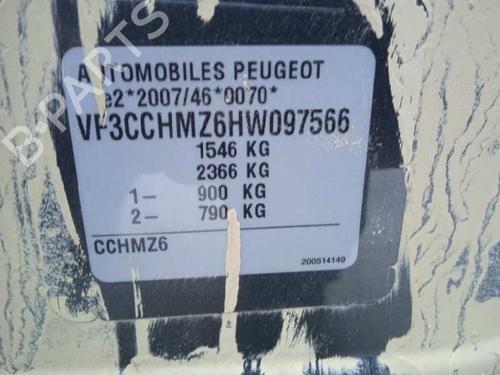 AUTOMOBILES PEUGEOT
e2*2007/46*0070*
VF3CCHMZ6HW097566
1546 KG
2366 KG
1- 900 KG
2- 790 KG
CCHMZ6
200514149
B-PARTS